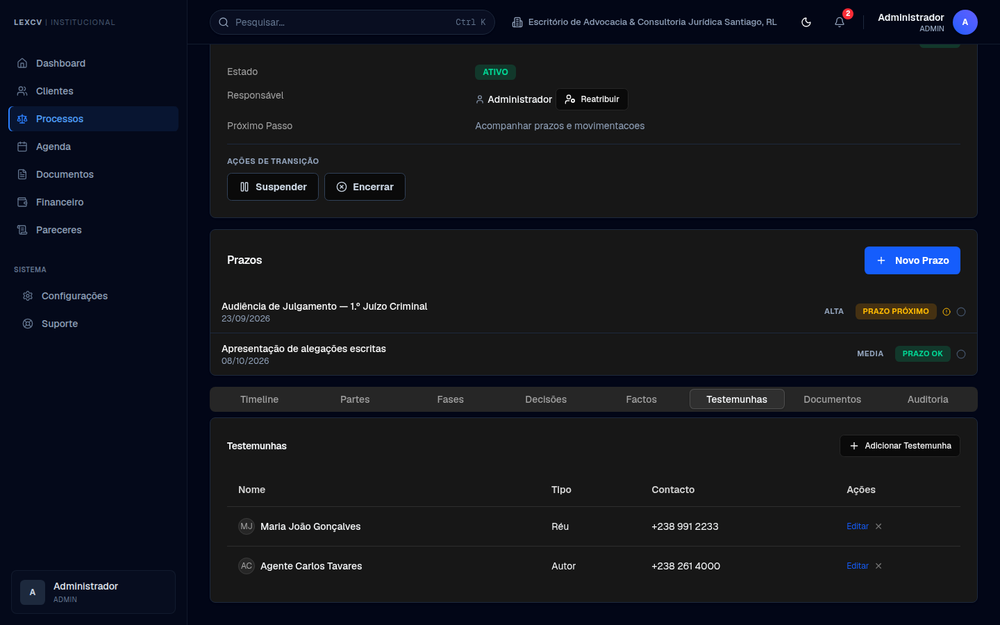 LEXCV | INSTITUCIONAL
Pesquisar...
Ctrl K
Escritório de Advocacia & Consultoria Jurídica Santiago, RL
2
Administrador
ADMIN
A
Dashboard
Clientes
Processos
Agenda
Documentos
Financeiro
Pareceres
SISTEMA
Configurações
Suporte
A
Administrador
ADMIN
Estado
ATIVO
Responsável
Administrador
Reatribuir
Próximo Passo
Acompanhar prazos e movimentacoes
AÇÕES DE TRANSIÇÃO
Suspender
Encerrar
Prazos
Novo Prazo
Audiência de Julgamento — 1.º Juízo Criminal
23/09/2026
ALTA
PRAZO PRÓXIMO
Apresentação de alegações escritas
08/10/2026
MEDIA
PRAZO OK
Timeline
Partes
Fases
Decisões
Factos
Testemunhas
Documentos
Auditoria
Testemunhas
Adicionar Testemunha
Nome
Tipo
Contacto
Ações
MJ
Maria João Gonçalves
Réu
+238 991 2233
Editar
AC
Agente Carlos Tavares
Autor
+238 261 4000
Editar